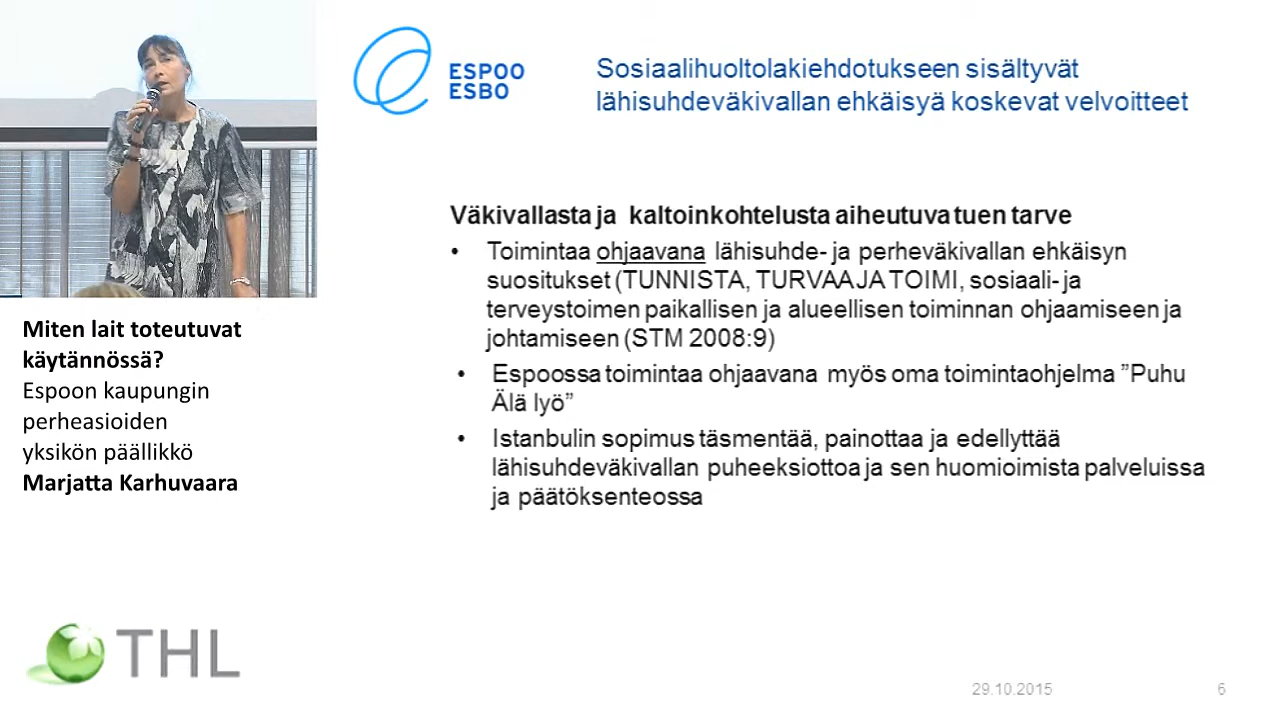 ESPOO
ESBO
Sosiaalihuoltolakiehdotukseen sisältyvät
lähisuhdeväkivallan ehkäisyä koskevat velvoitteet
Väkivallasta ja kaltoinkohtelusta aiheutuva tuen tarve
• Toimintaa ohjaavana lähisuhde- ja perheväkivallan ehkäisyn
suositukset (TUNNISTA, TURVAA JA TOIMI, sosiaali- ja
terveystoimen paikallisen ja alueellisen toiminnan ohjaamiseen ja
johtamiseen (STM 2008:9)
• Espoossa toimintaa ohjaavana myös oma toimintaohjelma ”Puhu
Älä lyö”
• Istanbulin sopimus täsmentää, painottaa ja edellyttää
lähisuhdeväkivallan puheeksiottoa ja sen huomioimista palveluissa
ja päätöksenteossa
Miten lait toteutuvat
käytännössä?
Espoon kaupungin
perheasioiden
yksikön päällikkö
Marjatta Karhuvaara
THL
29.10.2015
6